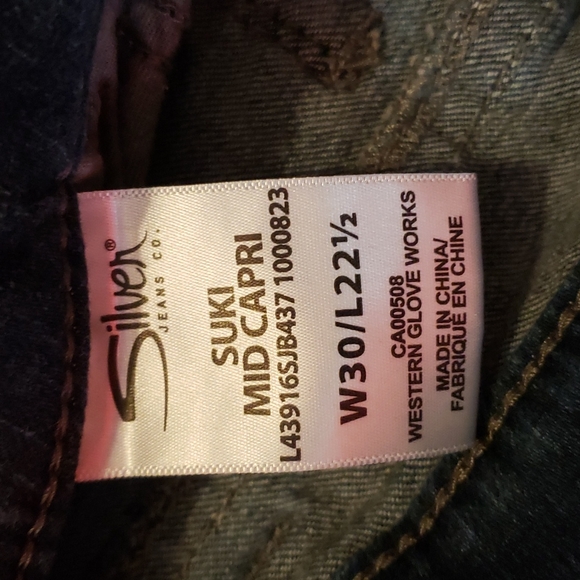 Silver®
JEANS CO.
SUKI
MID CAPRI
L43916SJB437 1000823
W30/L22½
CA00508
WESTERN GLOVE WORKS
MADE IN CHINA/
FABRIQUÉ EN CHINE